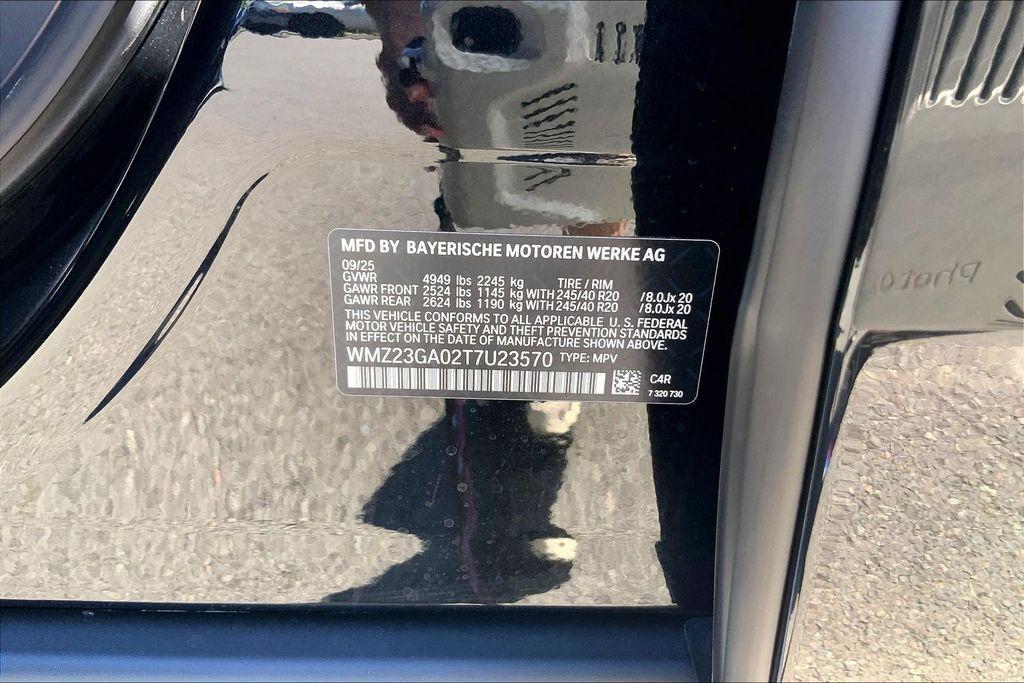 MFD BY BAYERISCHE MOTOREN WERKE AG
09/25
GVWR 4949 lbs 2245 kg TIRE / RIM
GAWR FRONT 2524 lbs 1145 kg WITH 245/40 R20 /8.0Jx 20
GAWR REAR 2624 lbs 1190 kg WITH 245/40 R20 /8.0Jx 20
THIS VEHICLE CONFORMS TO ALL APPLICABLE U. S. FEDERAL
MOTOR VEHICLE SAFETY AND THEFT PREVENTION STANDARDS
IN EFFECT ON THE DATE OF MANUFACTURE SHOWN ABOVE.
WMZ23GA02T7U23570 TYPE: MPV
C4R
7 320 730